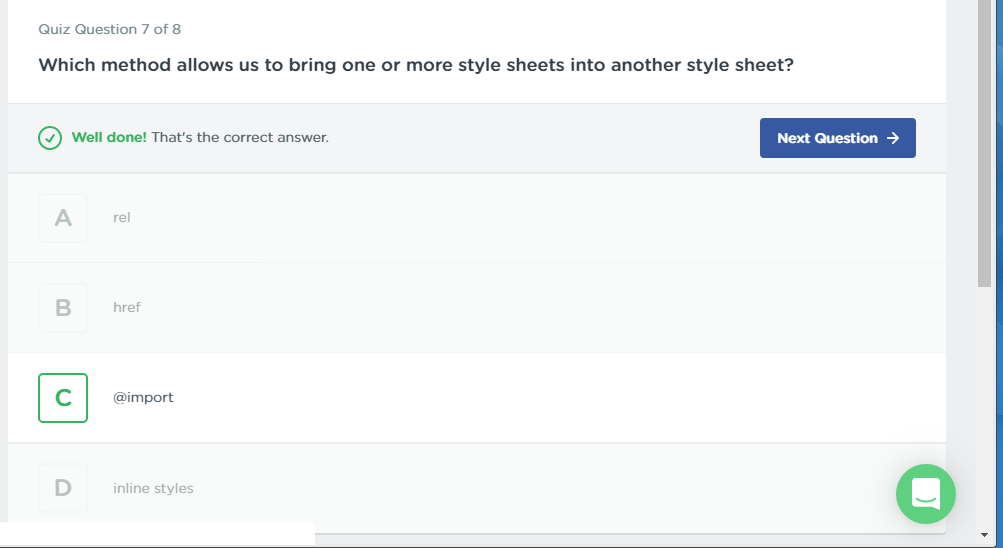 Quiz Question 7 of 8
Which method allows us to bring one or more style sheets into another style sheet?
Well done! That's the correct answer.
Next Question →
A rel
B href
C @import
D inline styles